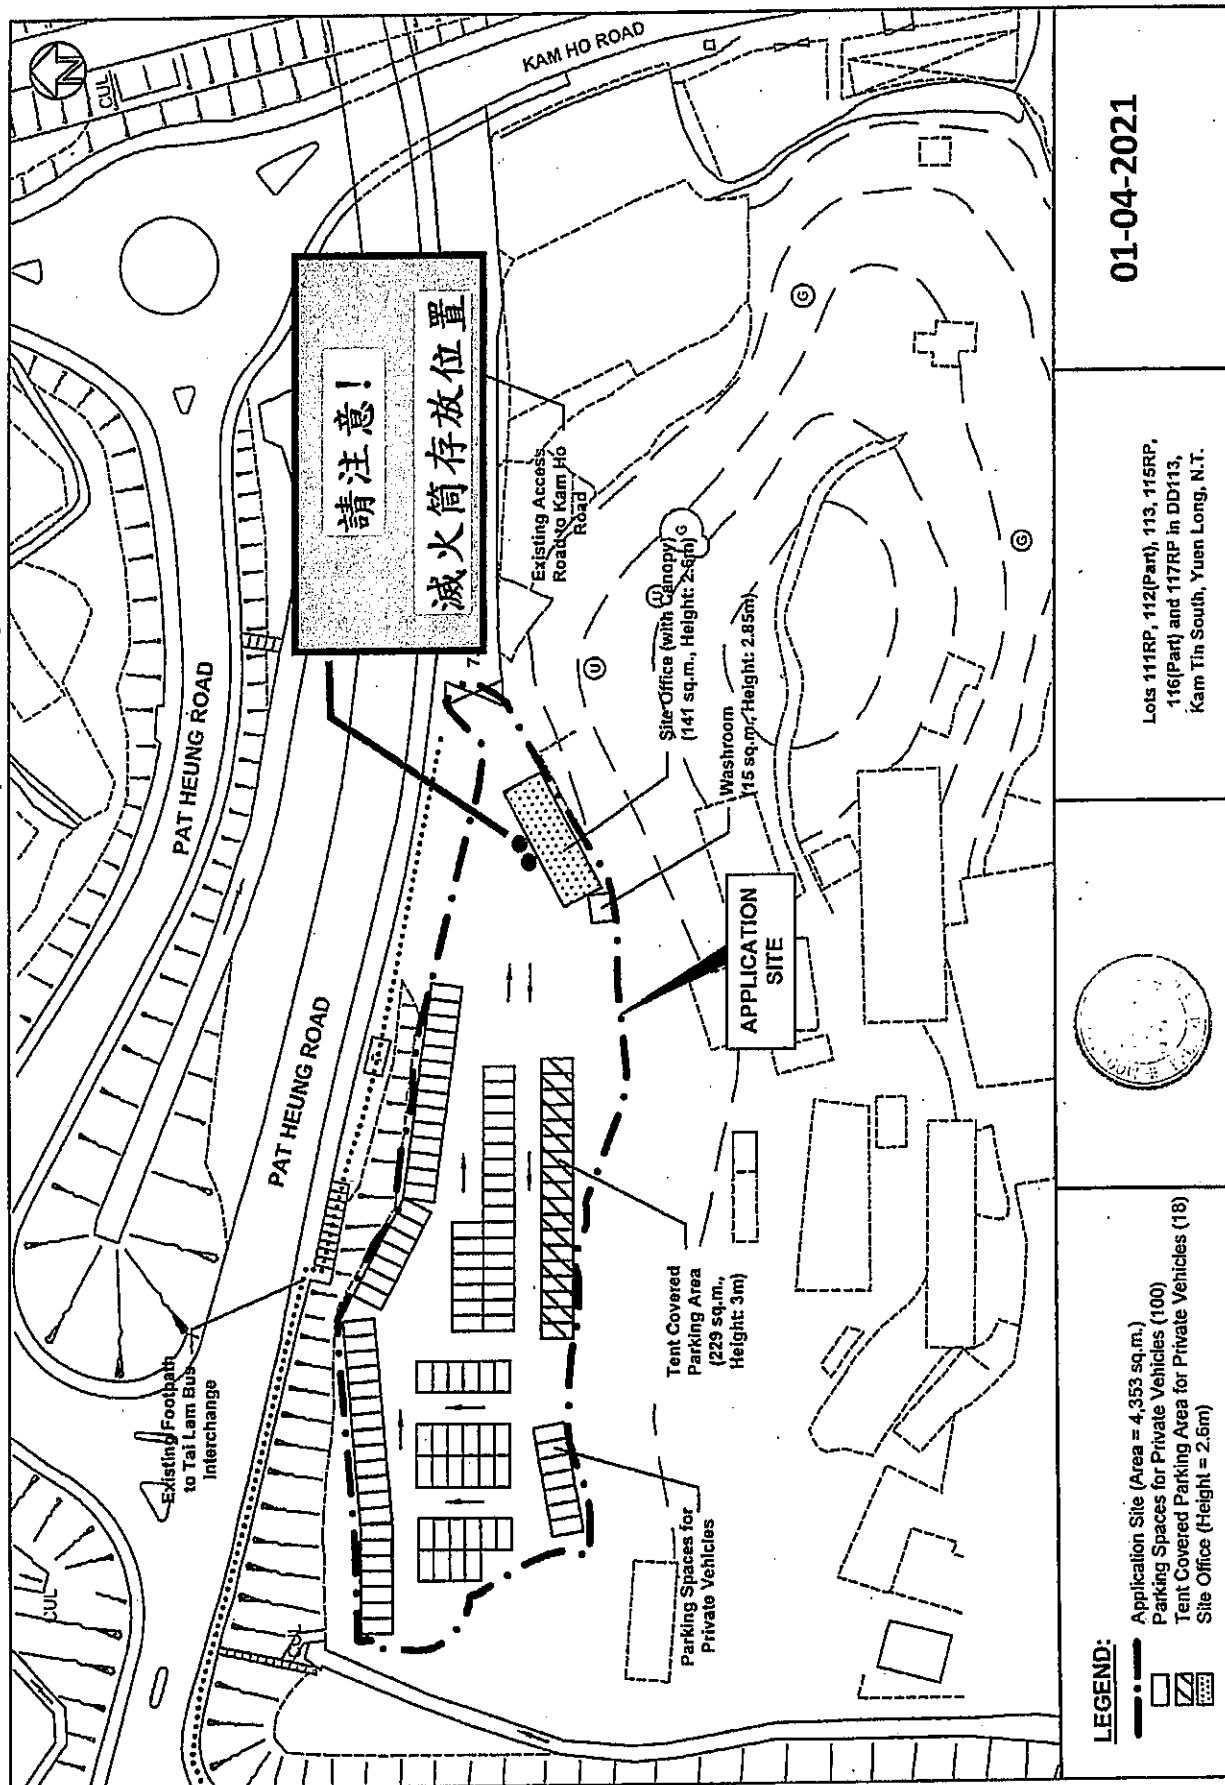 N
CUL
KAM HO ROAD
PAT HEUNG ROAD
PAT HEUNG ROAD
CUL
請注意！
滅火筒存放位置
Existing Access
Road to Kam Ho
Road
Existing Footpath
to Tai Lam Bus
Interchange
Site Office (with Canopy)
(141 sq.m., Height: 2.6m)
Washroom
(15 sq.m., Height: 2.85m)
G
G
G
U
U
APPLICATION
SITE
Tent Covered
Parking Area
(229 sq.m.,
Height: 3m)
Parking Spaces for
Private Vehicles
LEGEND:
Application Site (Area = 4,353 sq.m.)
Parking Spaces for Private Vehicles (100)
Tent Covered Parking Area for Private Vehicles (18)
Site Office (Height = 2.6m)
Lots 111RP, 112(Part), 113, 115RP,
116(Part) and 117RP in DD113,
Kam Tin South, Yuen Long, N.T.
01-04-2021